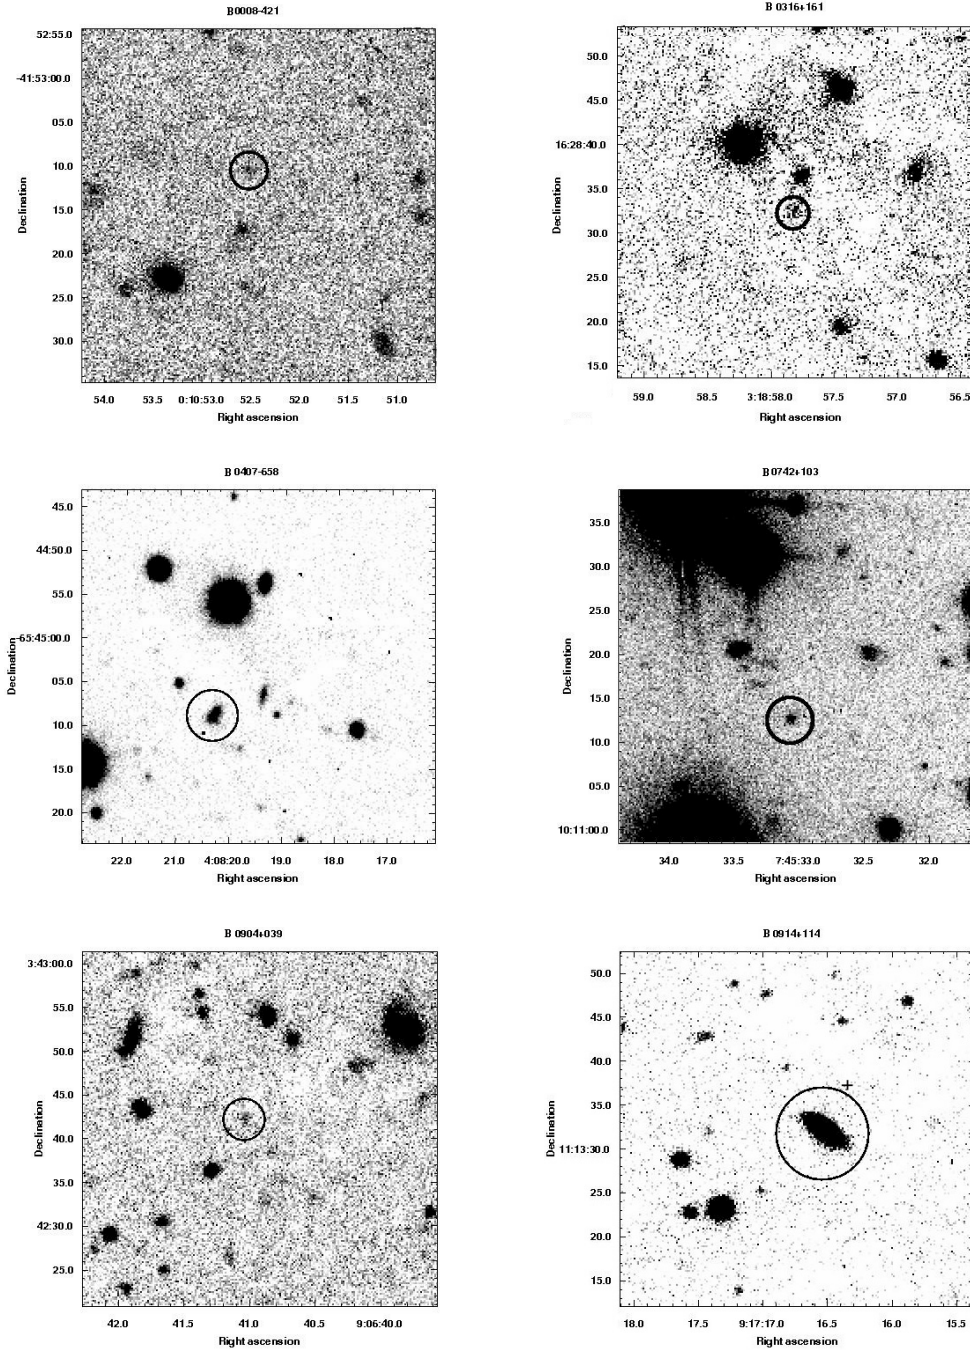 B0008-421
52:55.0
-41:53:00.0
05.0
10.0
15.0
20.0
25.0
30.0
Declination
54.0 53.5 0:10:53.0 52.5 52.0 51.5 51.0
Right ascension
B 0316+161
50.0
45.0
16:28:40.0
35.0
30.0
25.0
20.0
15.0
Declination
59.0 58.5 3:18:58.0 57.5 57.0 56.5
Right ascension
B 0407-658
45.0
44:50.0
55.0
-65:45:00.0
05.0
10.0
15.0
20.0
Declination
22.0 21.0 4:08:20.0 19.0 18.0 17.0
Right ascension
B 0742+103
35.0
30.0
25.0
20.0
15.0
10.0
05.0
10:11:00.0
Declination
34.0 33.5 7:45:33.0 32.5 32.0
Right ascension
B 0904+039
3:43:00.0
55.0
50.0
45.0
40.0
35.0
42:30.0
25.0
Declination
42.0 41.5 41.0 40.5 9:06:40.0
Right ascension
B 0914+114
50.0
45.0
40.0
35.0
11:13:30.0
25.0
20.0
15.0
Declination
18.0 17.5 9:17:17.0 16.5 16.0 15.5
Right ascension